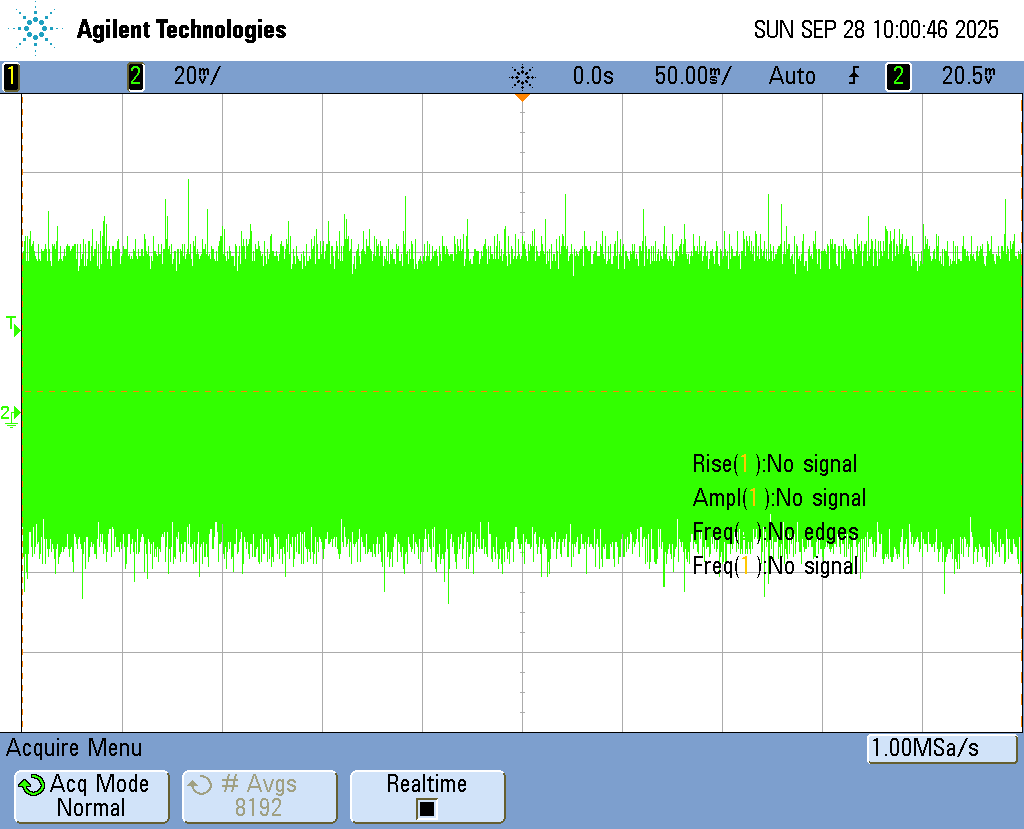 Agilent Technologies
SUN SEP 28 10:00:46 2025
1 2 20mV/ 0.0s 50.00ms/ Auto 2 20.5mV
T
2
Rise(1):No signal
Ampl(1):No signal
Freq( ):No edges
Freq(1):No signal
Acquire Menu
1.00MSa/s
Acq Mode
Normal
# Avgs
8192
Realtime